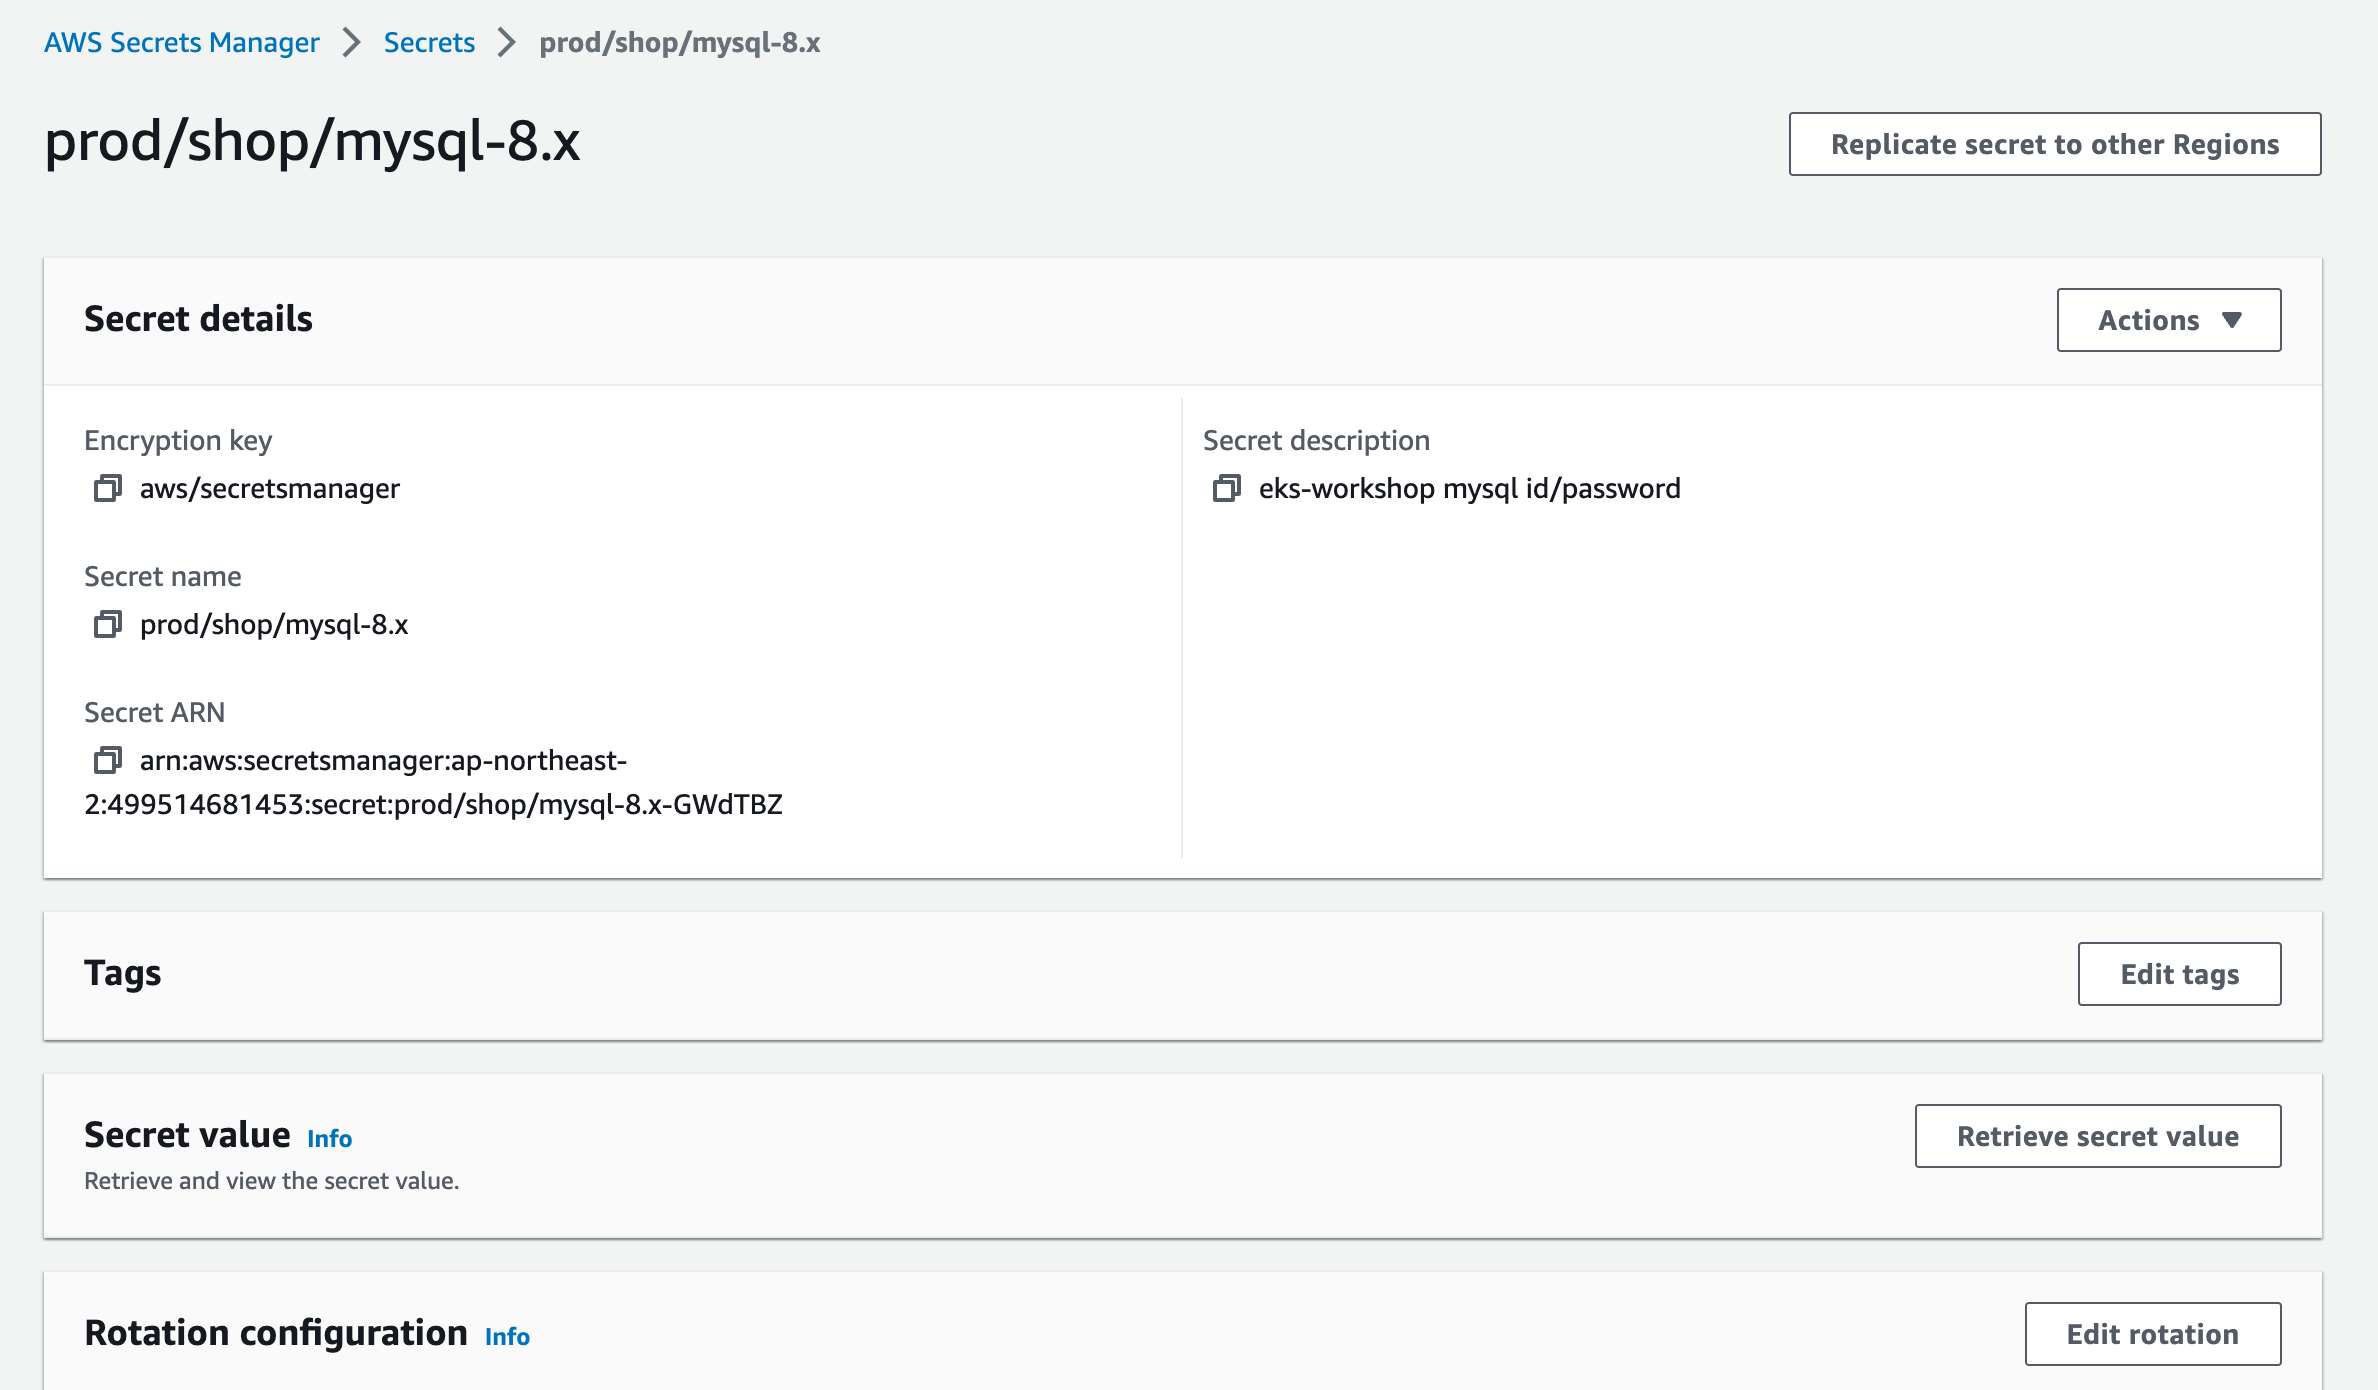 AWS Secrets Manager > Secrets > prod/shop/mysql-8.x
prod/shop/mysql-8.x
Replicate secret to other Regions
Secret details
Actions
Encryption key
aws/secretsmanager
Secret name
prod/shop/mysql-8.x
Secret ARN
arn:aws:secretsmanager:ap-northeast-
2:499514681453:secret:prod/shop/mysql-8.x-GWdTBZ
Secret description
eks-workshop mysql id/password
Tags
Edit tags
Secret value Info
Retrieve and view the secret value.
Retrieve secret value
Rotation configuration Info
Edit rotation